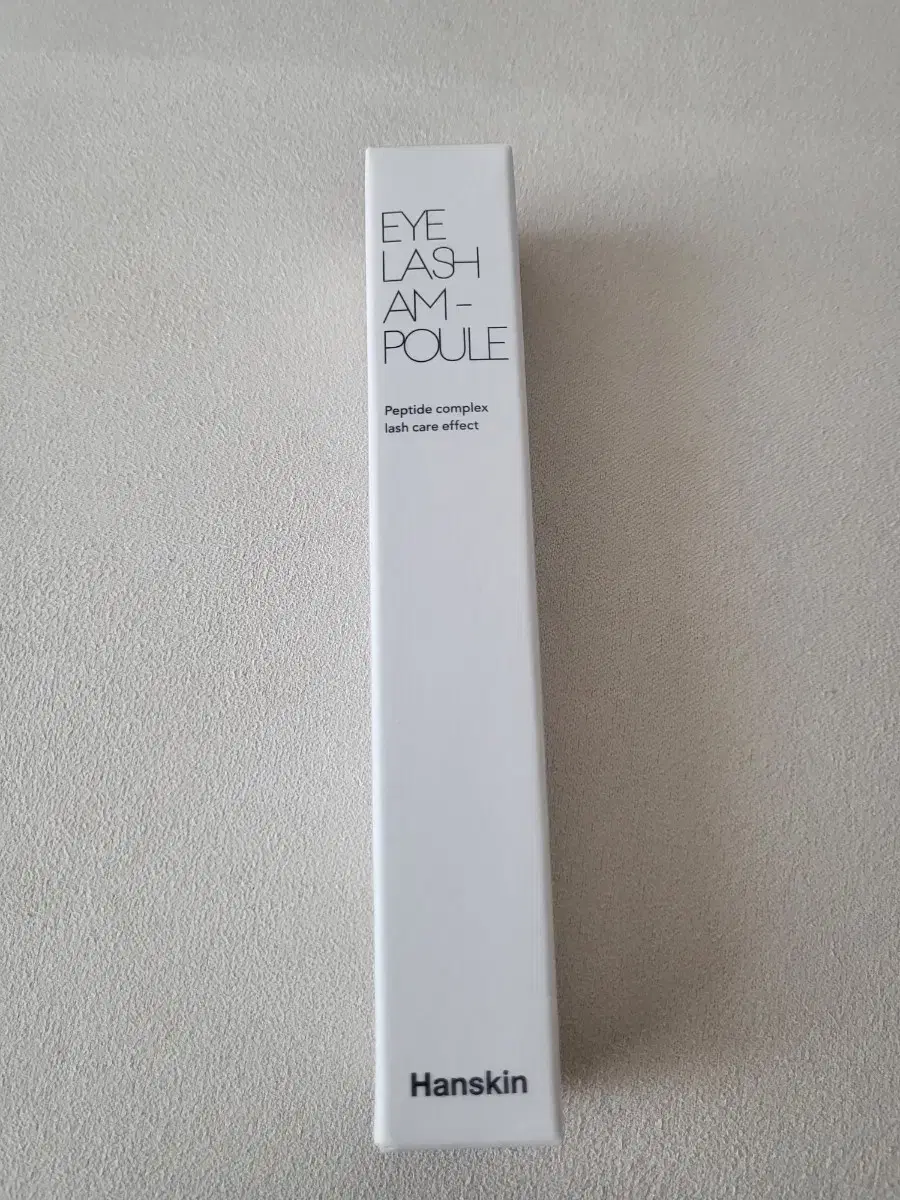 EYE
LASH
AM-
POULE
Peptide complex
lash care effect
Hanskin